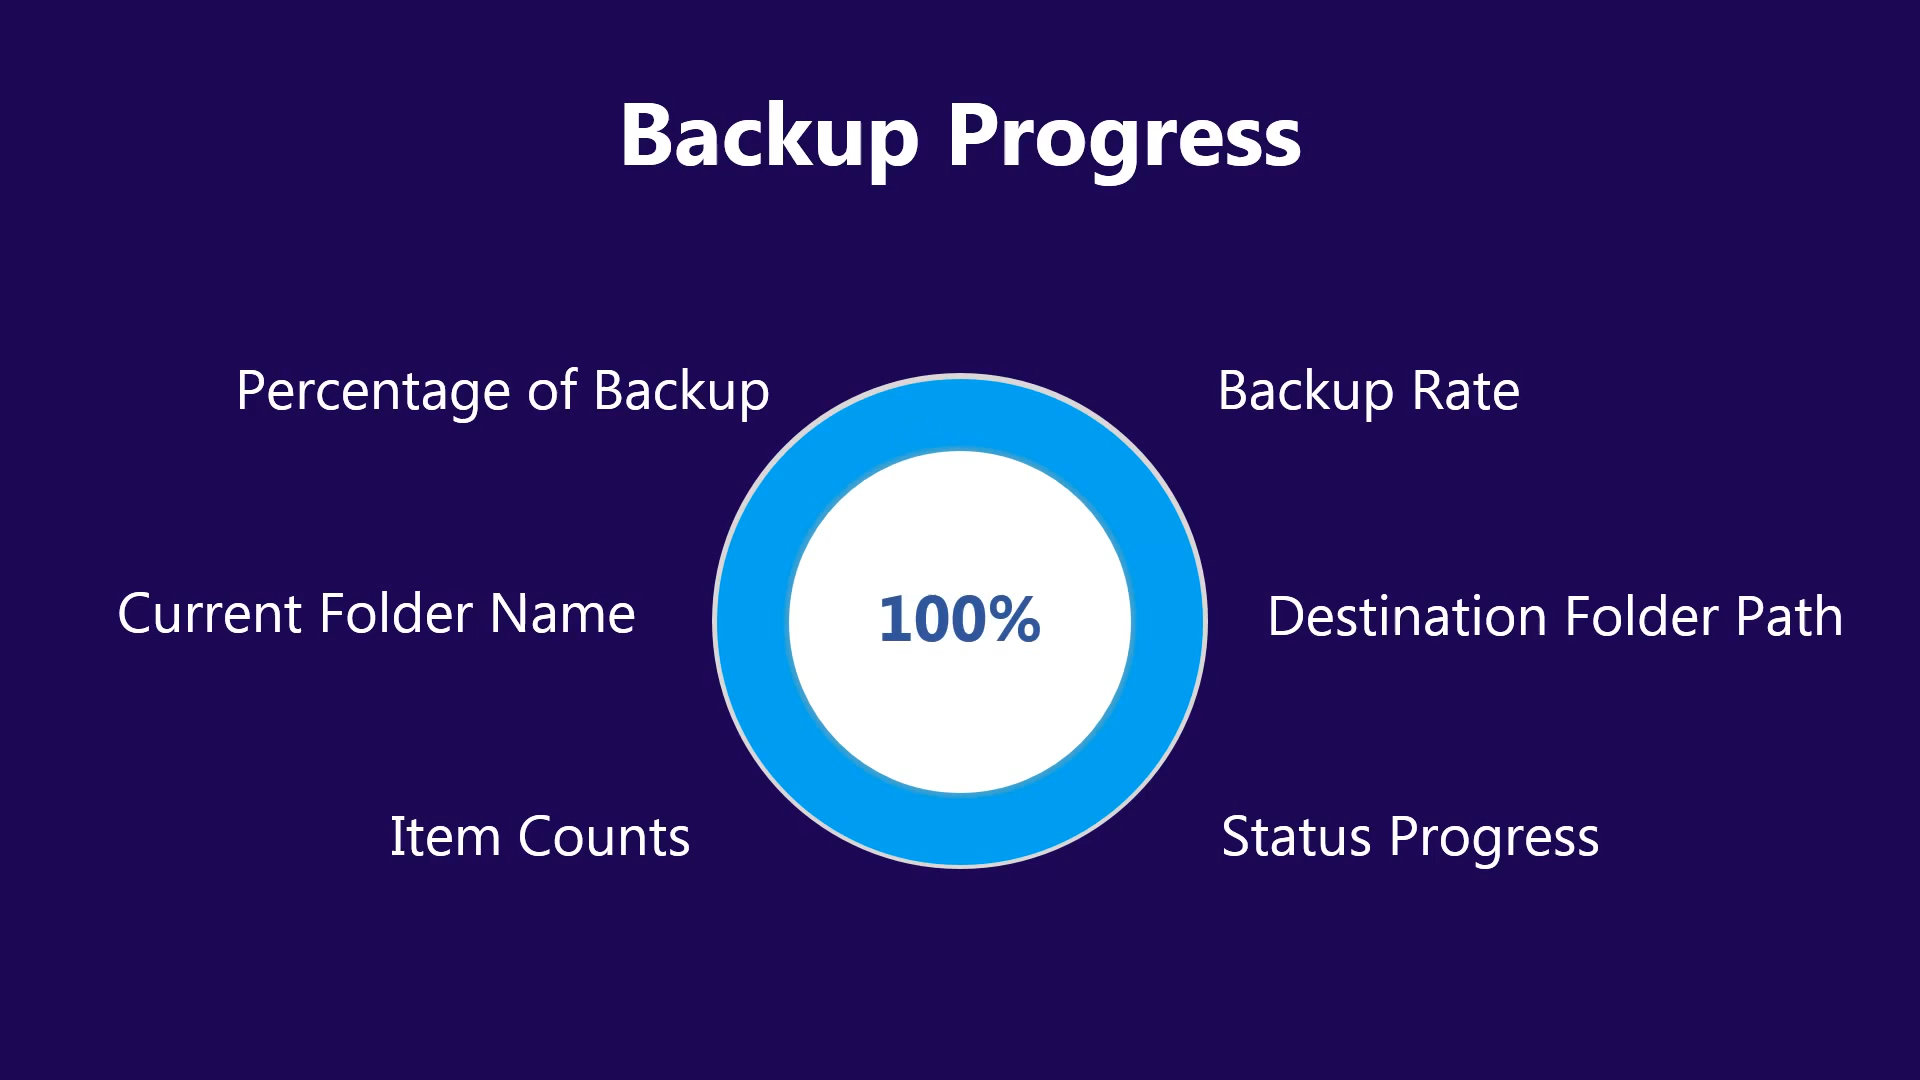 Backup Progress
Percentage of Backup
Backup Rate
Current Folder Name
100%
Destination Folder Path
Item Counts
Status Progress